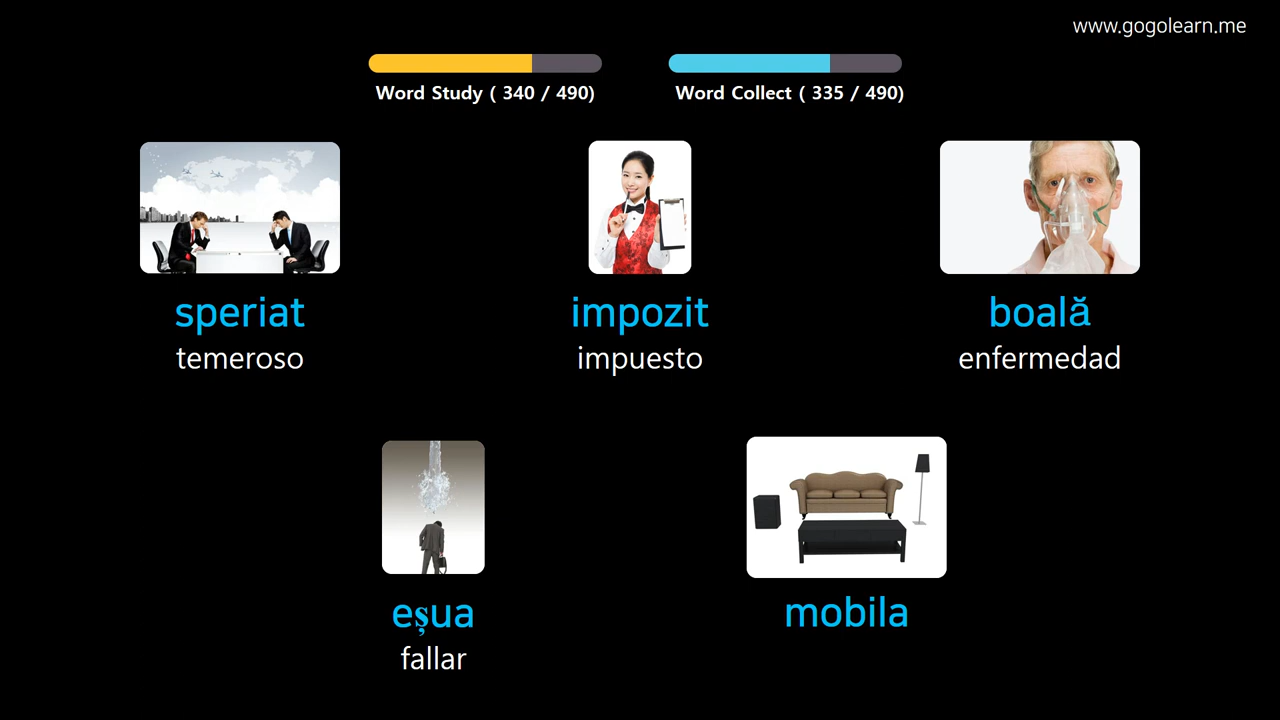 www.gogolearn.me
Word Study ( 340 / 490)
Word Collect ( 335 / 490)
speriat
temeroso
impozit
impuesto
boală
enfermedad
eșua
fallar
mobila